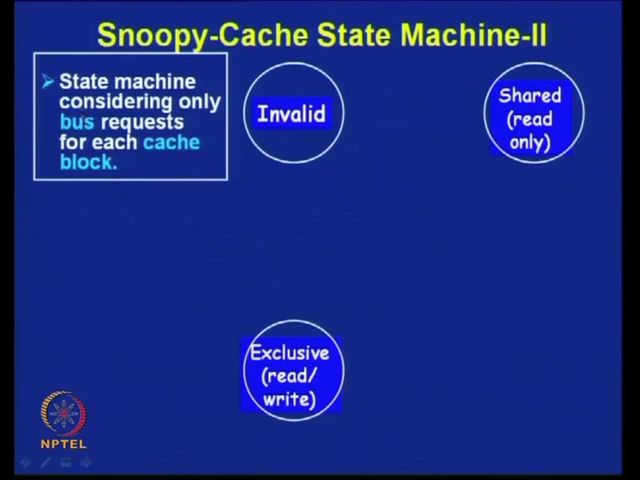 Snoopy-Cache State Machine-II
State machine
considering only
bus requests
for each cache
block.
Invalid
Shared
(read
only)
Exclusive
(read/
write)
NPTEL